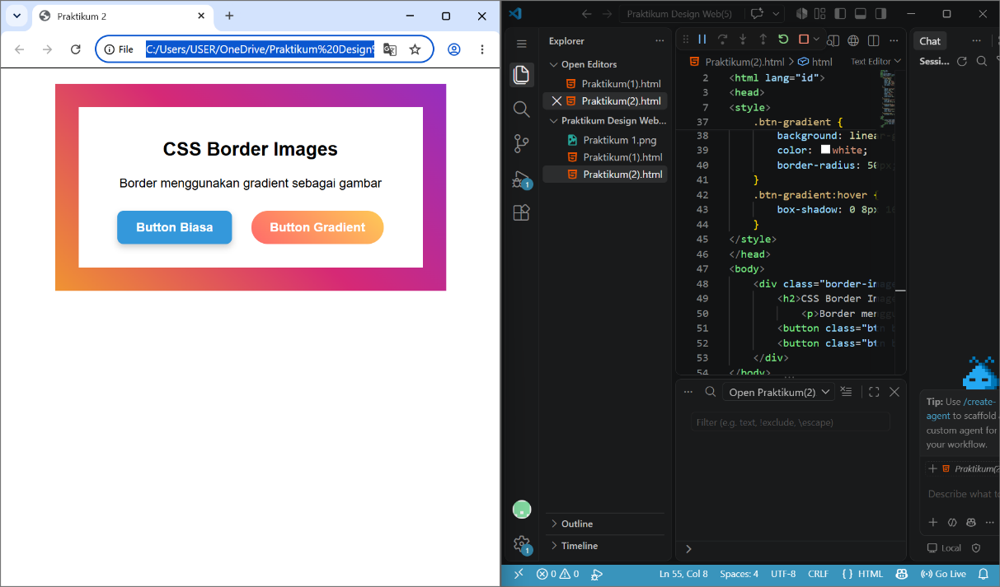 Praktikum 2
File
C:/Users/USER/OneDrive/Praktikum%20Design%
CSS Border Images
Border menggunakan gradient sebagai gambar
Button Biasa
Button Gradient
Praktikum Design Web(5)
Explorer
Open Editors
Praktikum(1).html
Praktikum(2).html
Praktikum Design Web...
Praktikum 1.png
Praktikum(1).html
Praktikum(2).html
1
Outline
Timeline
1
Praktikum(2).html > html
Text Editor
2 <html lang="id">
3 <head>
7 <style>
37 .btn-gradient {
38 background: linear-g
39 color: white;
40 border-radius: 50px;
41 }
42 .btn-gradient:hover {
43 box-shadow: 0 8px 1
44 }
45 </style>
46 </head>
47 <body>
48 <div class="border-image
49 <h2>CSS Border Im
50 <p>Border mengg
51 <button class="bt
52 <button class="bt
53 </div>
54 </body>
Open Praktikum(2)
Filter (e.g. text, !exclude, \escape)
Chat
Sessi...
Tip: Use /create-
agent to scaffold a
custom agent for
your workflow.
Praktikum(2
Describe what to
Local
0 0
Ln 55, Col 8
Spaces: 4
UTF-8
CRLF
{ } HTML
Go Live